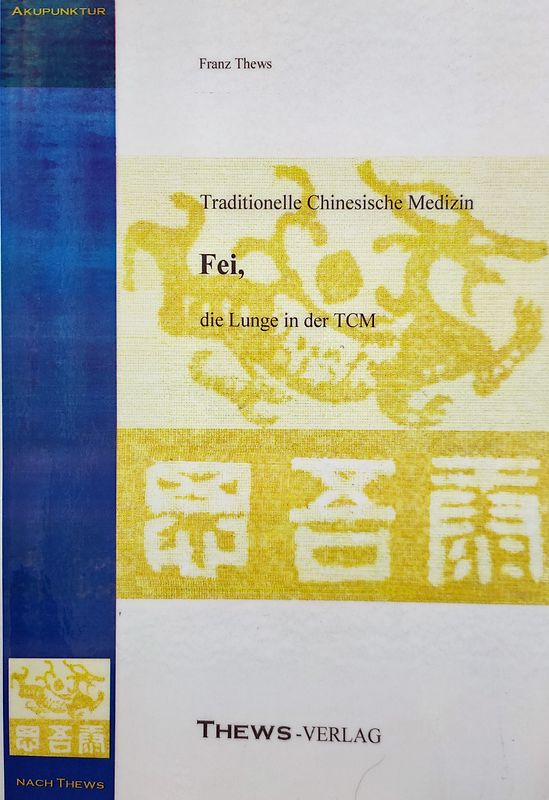 AKUPUNKTUR
Franz Thews
Traditionelle Chinesische Medizin
Fei,
die Lunge in der TCM
THEWS-VERLAG
NACH THEWS